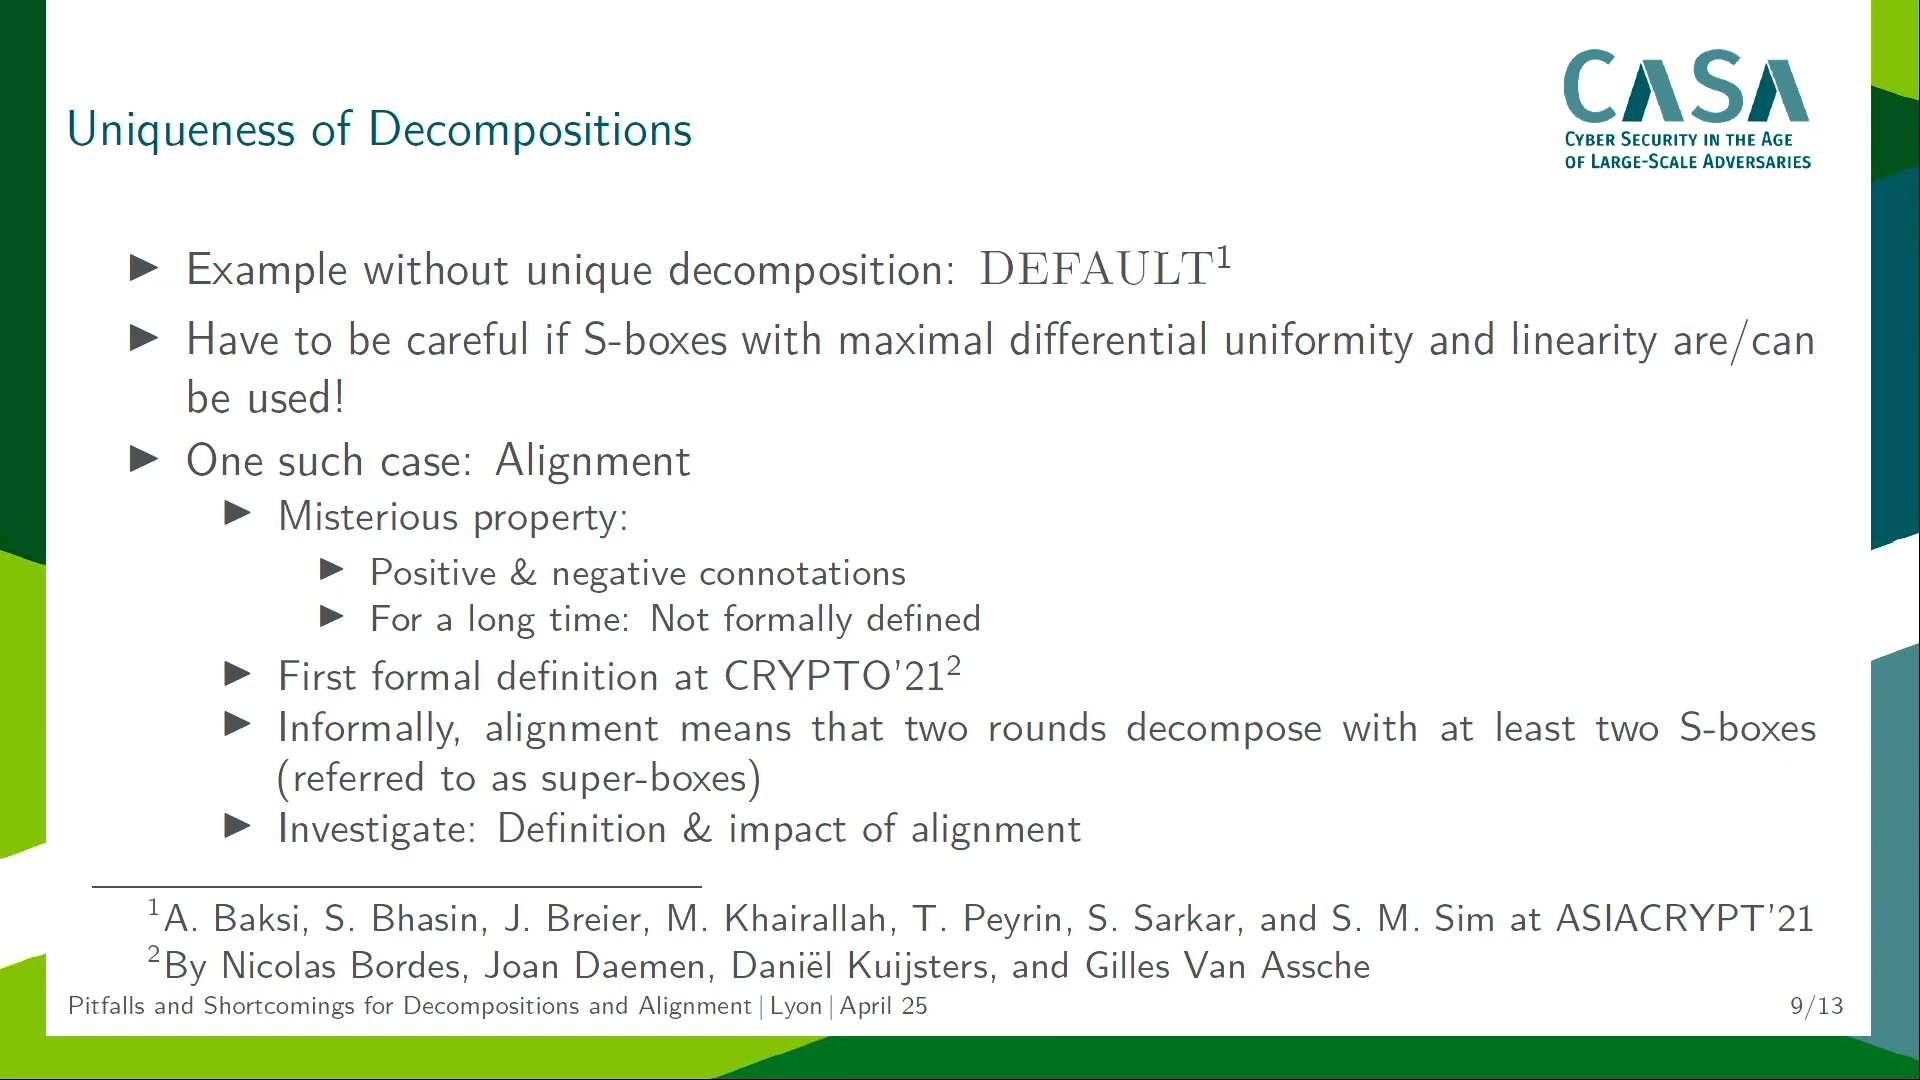 CASA
CYBER SECURITY IN THE AGE
OF LARGE-SCALE ADVERSARIES
Uniqueness of Decompositions
▶ Example without unique decomposition: DEFAULT¹
▶ Have to be careful if S-boxes with maximal differential uniformity and linearity are/can
be used!
▶ One such case: Alignment
▶ Misterious property:
▶ Positive & negative connotations
▶ For a long time: Not formally defined
▶ First formal definition at CRYPTO'21²
▶ Informally, alignment means that two rounds decompose with at least two S-boxes
(referred to as super-boxes)
▶ Investigate: Definition & impact of alignment
¹A. Baksi, S. Bhasin, J. Breier, M. Khairallah, T. Peyrin, S. Sarkar, and S. M. Sim at ASIACRYPT'21
²By Nicolas Bordes, Joan Daemen, Daniël Kuijsters, and Gilles Van Assche
Pitfalls and Shortcomings for Decompositions and Alignment | Lyon | April 25
9/13